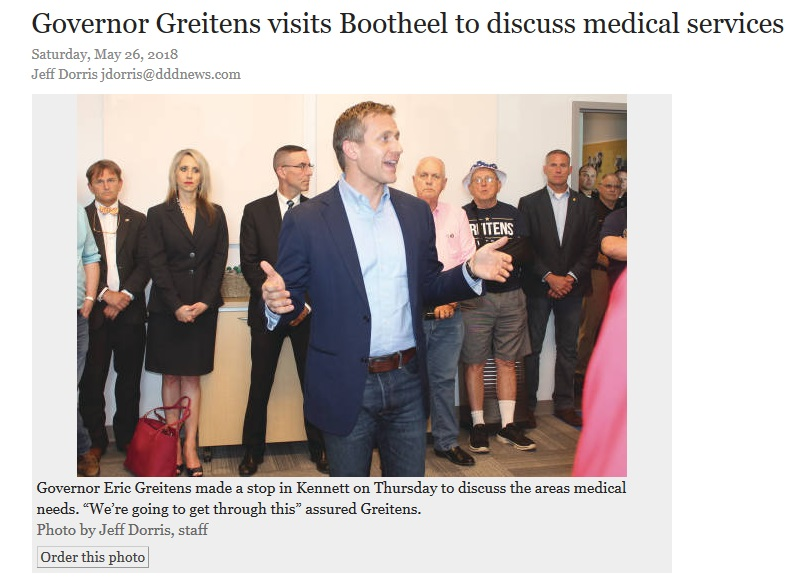 Governor Greitens visits Bootheel to discuss medical services
Saturday, May 26, 2018
Jeff Dorris jdorris@dddnews.com
RITENS
Governor Eric Greitens made a stop in Kennett on Thursday to discuss the areas medical
needs. “We’re going to get through this” assured Greitens.
Photo by Jeff Dorris, staff
Order this photo